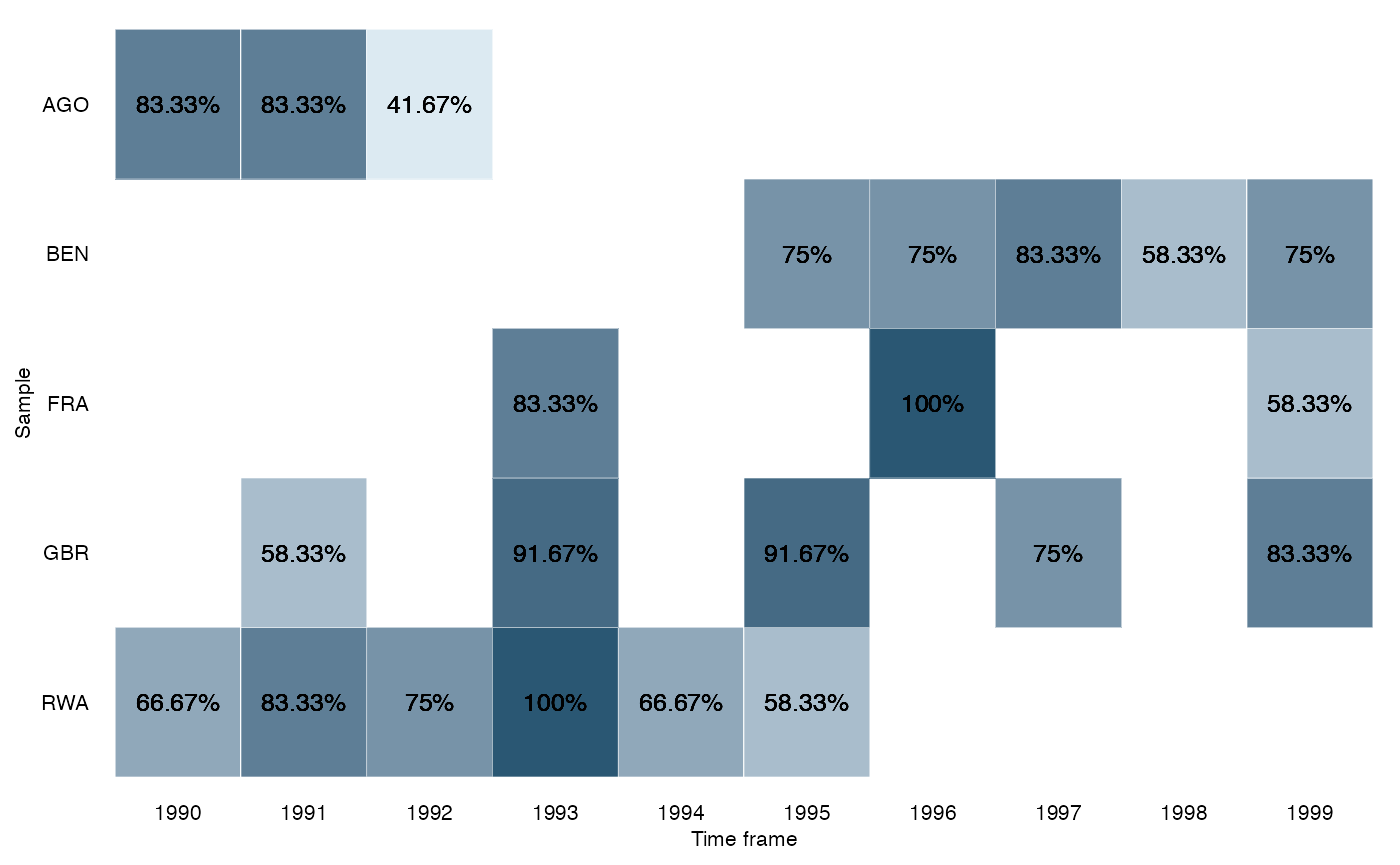 AGO 83.33% 83.33% 41.67%
BEN 75% 75% 83.33% 58.33% 75%
Sample
FRA 83.33% 100% 58.33%
GBR 58.33% 91.67% 91.67% 75% 83.33%
RWA 66.67% 83.33% 75% 100% 66.67% 58.33%
1990 1991 1992 1993 1994 1995 1996 1997 1998 1999
Time frame